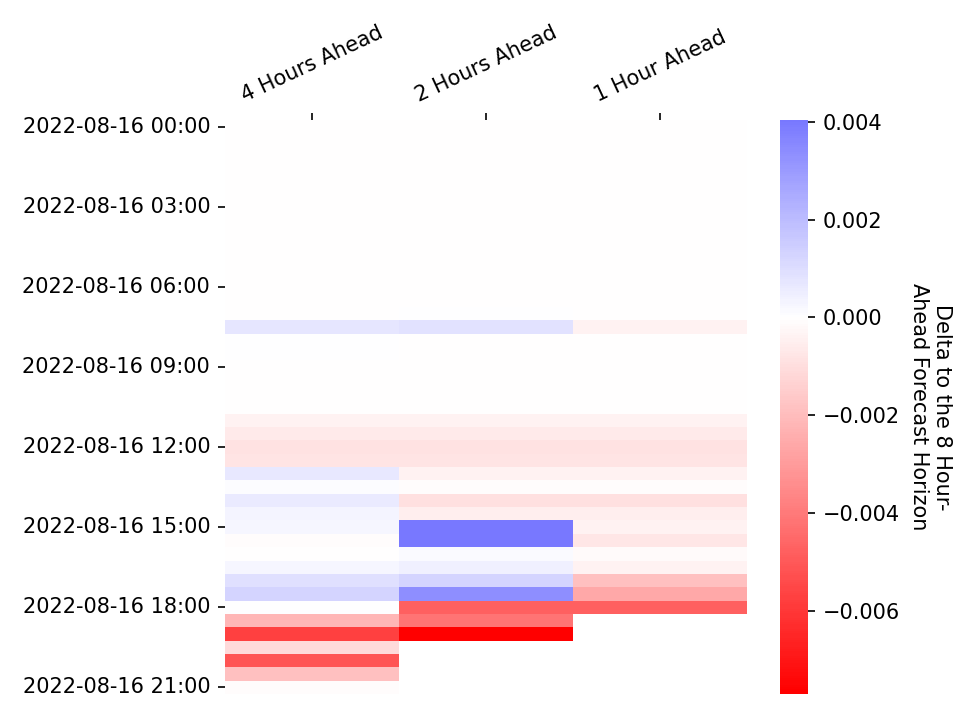 4 Hours Ahead
2 Hours Ahead
1 Hour Ahead
2022-08-16 00:00
2022-08-16 03:00
2022-08-16 06:00
2022-08-16 09:00
2022-08-16 12:00
2022-08-16 15:00
2022-08-16 18:00
2022-08-16 21:00
0.004
0.002
0.000
−0.002
−0.004
−0.006
Delta to the 8 Hour-
Ahead Forecast Horizon